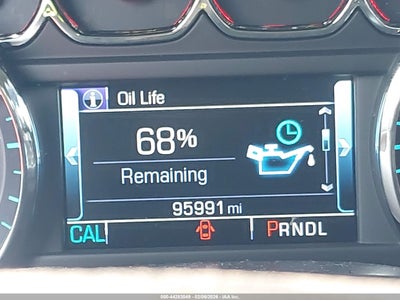 Oil Life
68%
Remaining
95991 mi
CAL
PRNDL